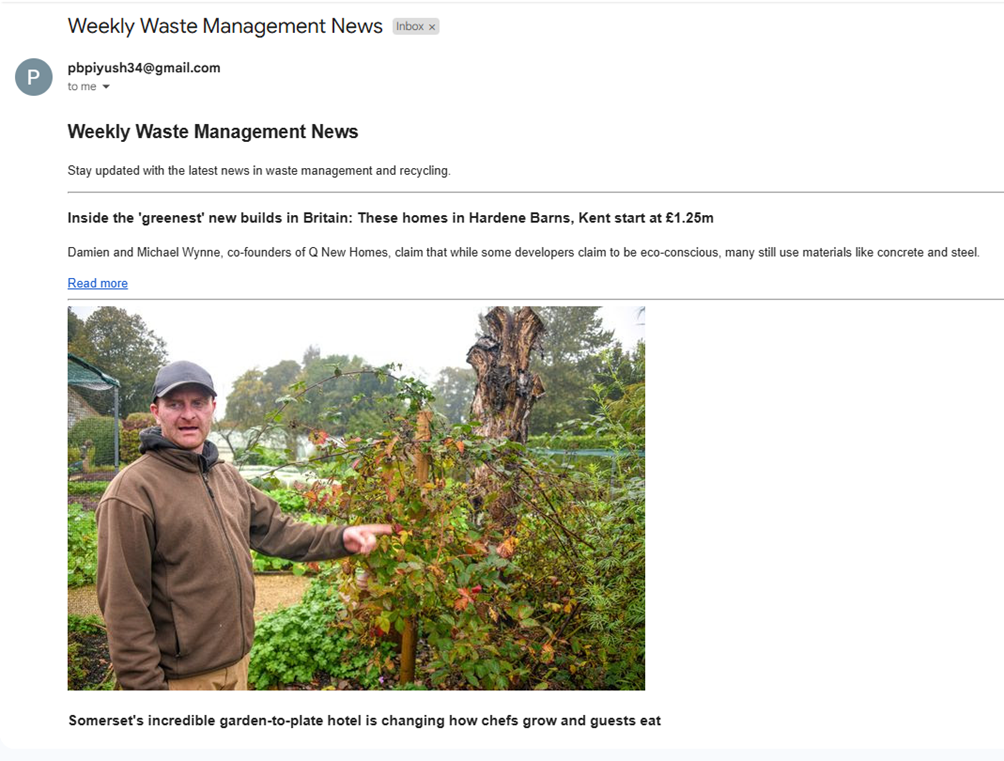 Weekly Waste Management News Inbox ×
P
pbpiyush34@gmail.com
to me
Weekly Waste Management News
Stay updated with the latest news in waste management and recycling.
Inside the 'greenest' new builds in Britain: These homes in Hardene Barns, Kent start at £1.25m
Damien and Michael Wynne, co-founders of Q New Homes, claim that while some developers claim to be eco-conscious, many still use materials like concrete and steel.
Read more
Somerset's incredible garden-to-plate hotel is changing how chefs grow and guests eat